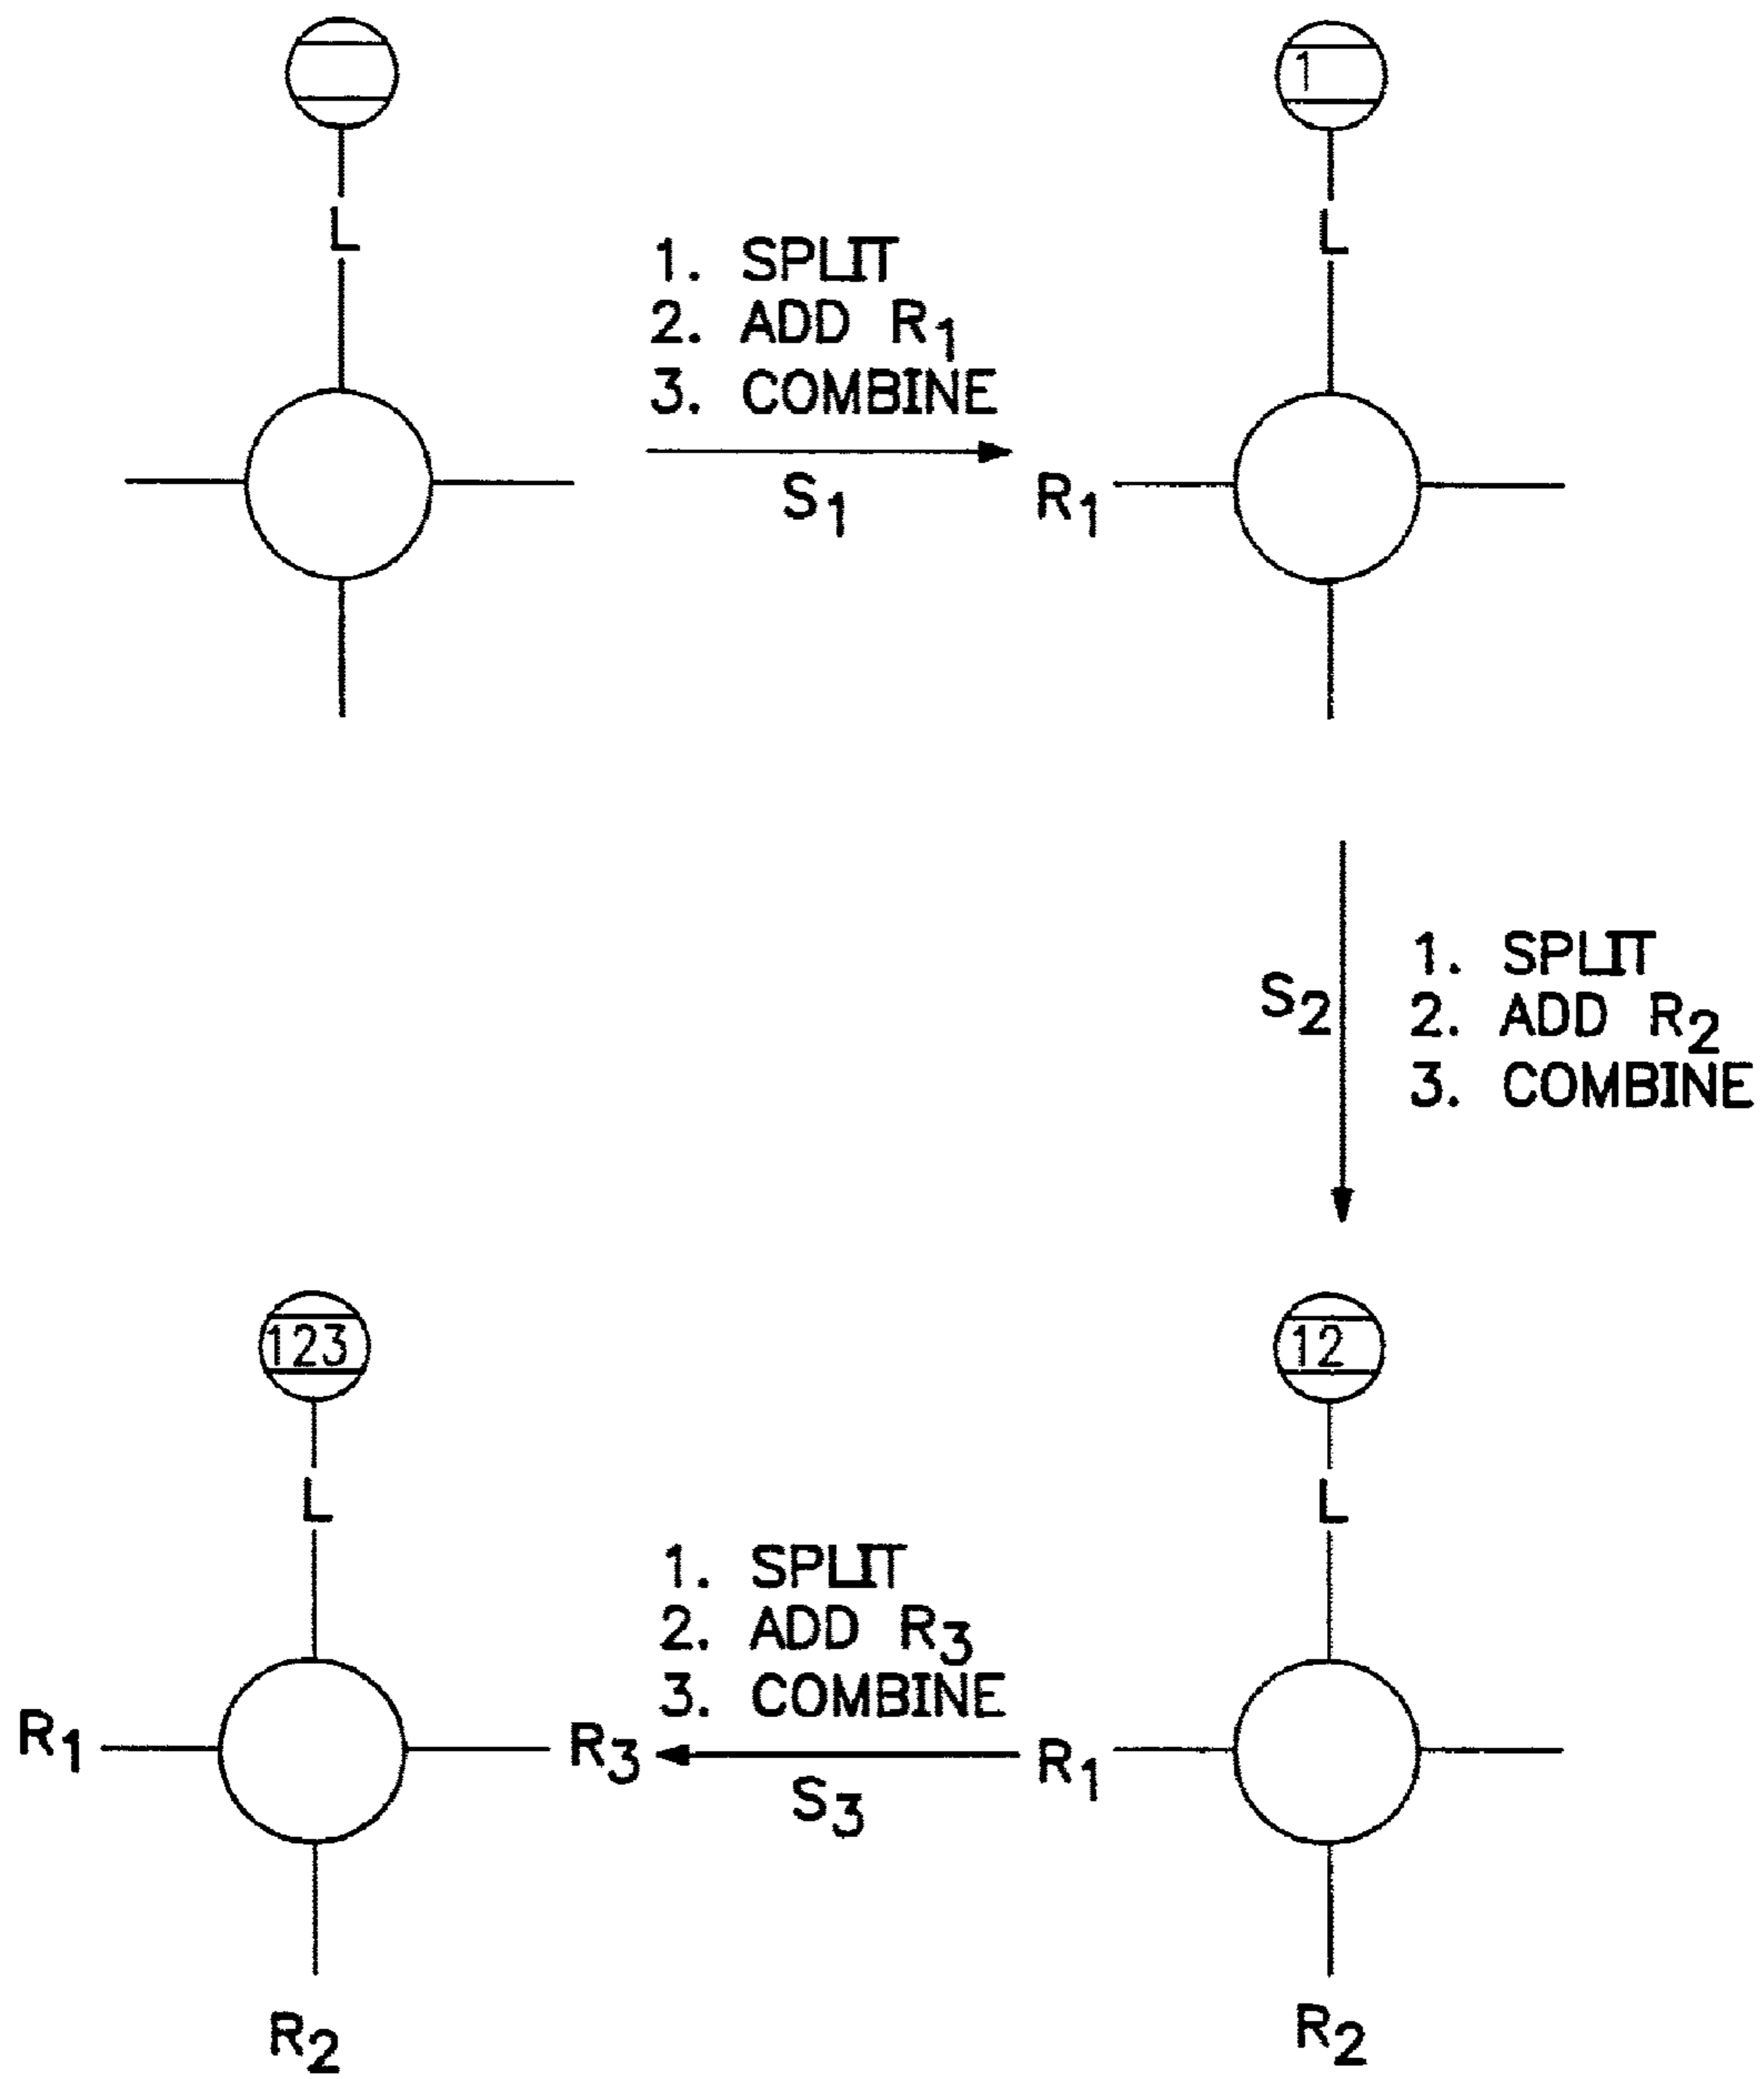 1
L
L
1. SPLIT
2. ADD R₁
3. COMBINE
S₁
R₁
S₂
1. SPLIT
2. ADD R₂
3. COMBINE
123
12
L
L
1. SPLIT
2. ADD R₃
3. COMBINE
R₁
R₃
S₃
R₁
R₂
R₂